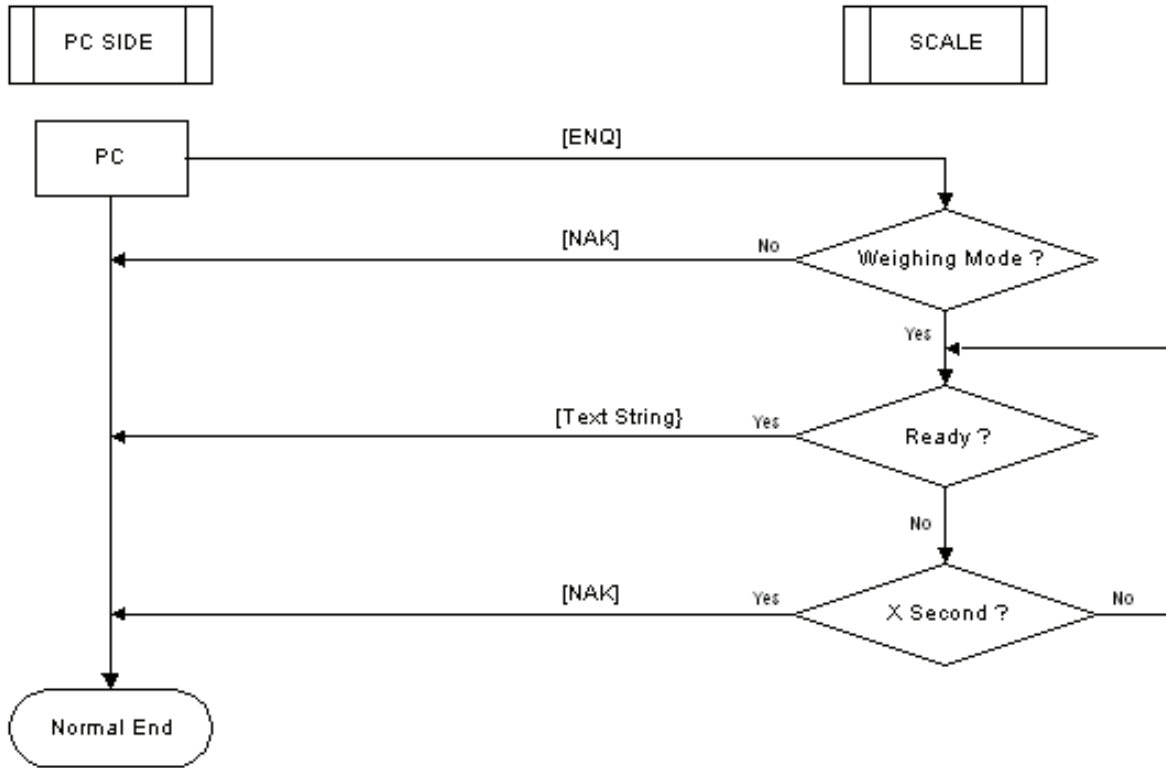 PC SIDE
SCALE
PC
[ENQ]
[NAK]
No
Weighing Mode ?
Yes
[Text String}
Yes
Ready ?
No
[NAK]
Yes
X Second ?
No
Normal End